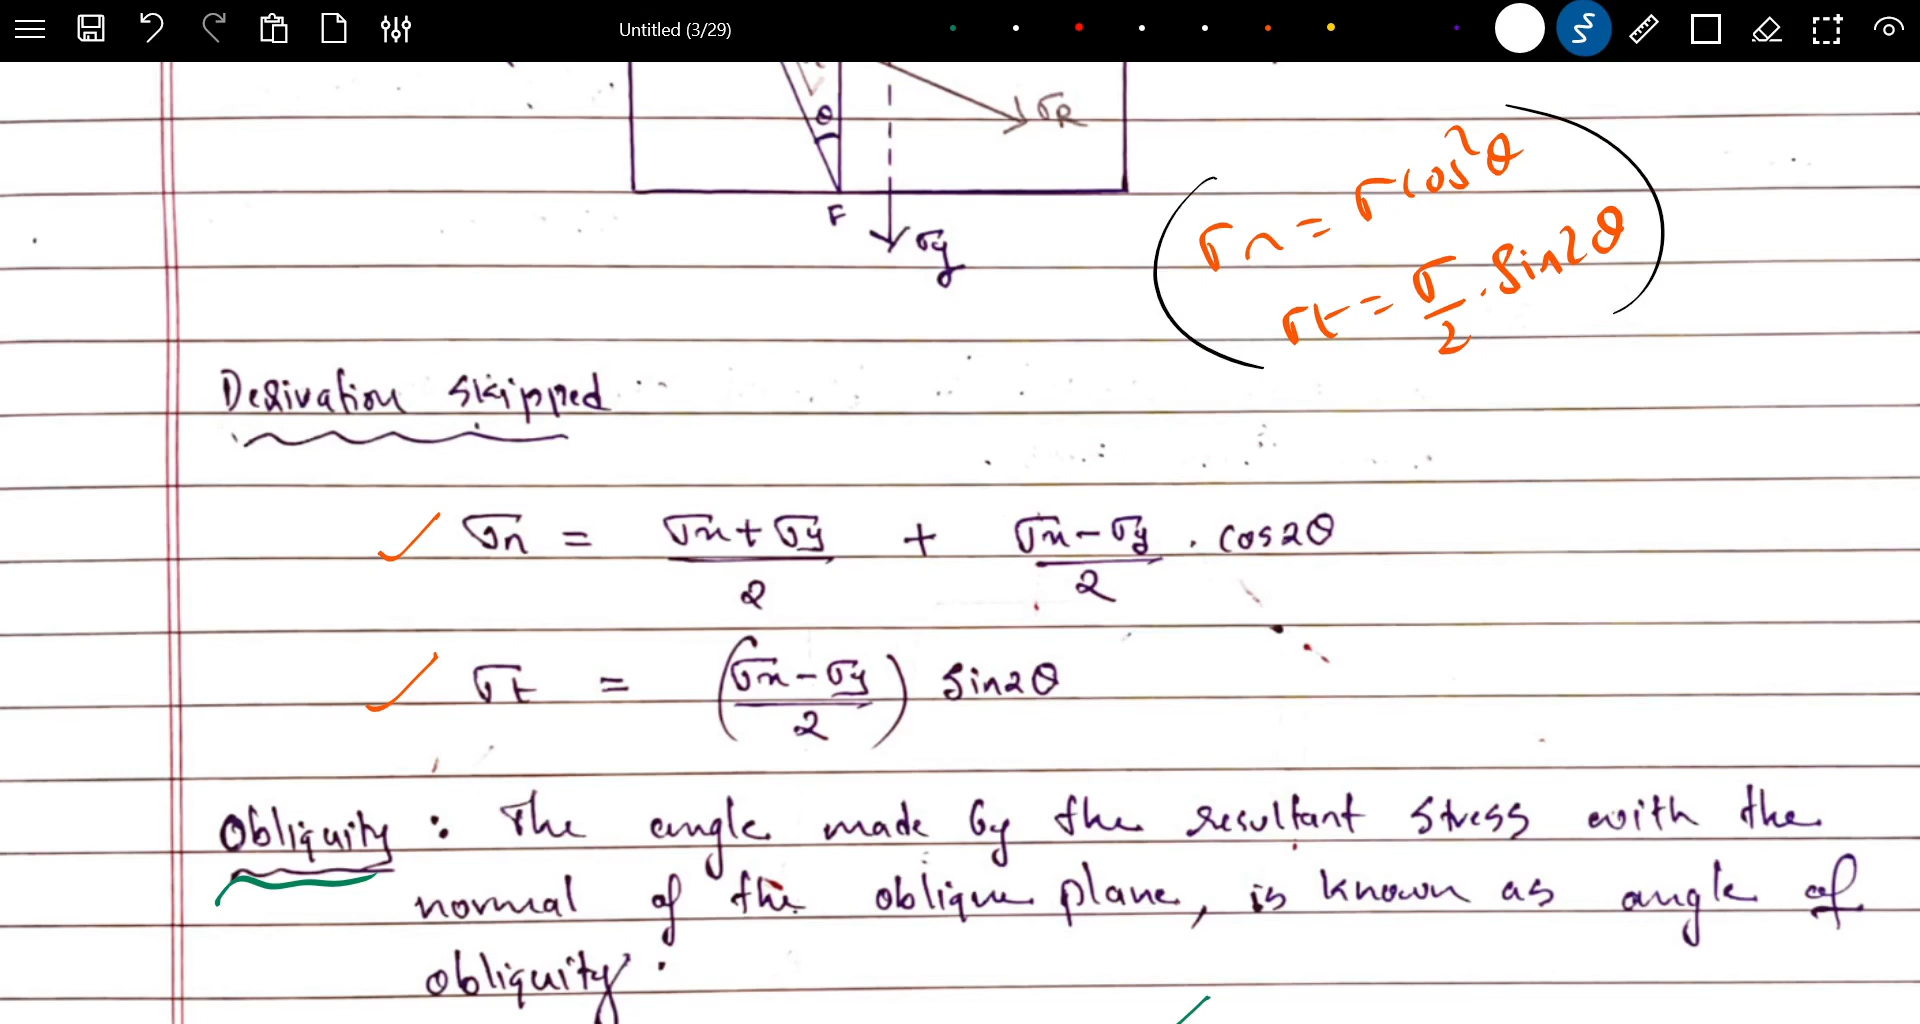 Untitled (3/29)
θ
σR
F
σy
σn = σ cos²θ
σt = σ/2 . Sin2θ
Derivation skipped
σn = σx + σy / 2 + σx - σy / 2 . cos2θ
σt = (σx - σy / 2) Sin2θ
Obliquity : The angle made by the resultant stress with the
normal of the oblique plane, is known as angle of
obliquity.